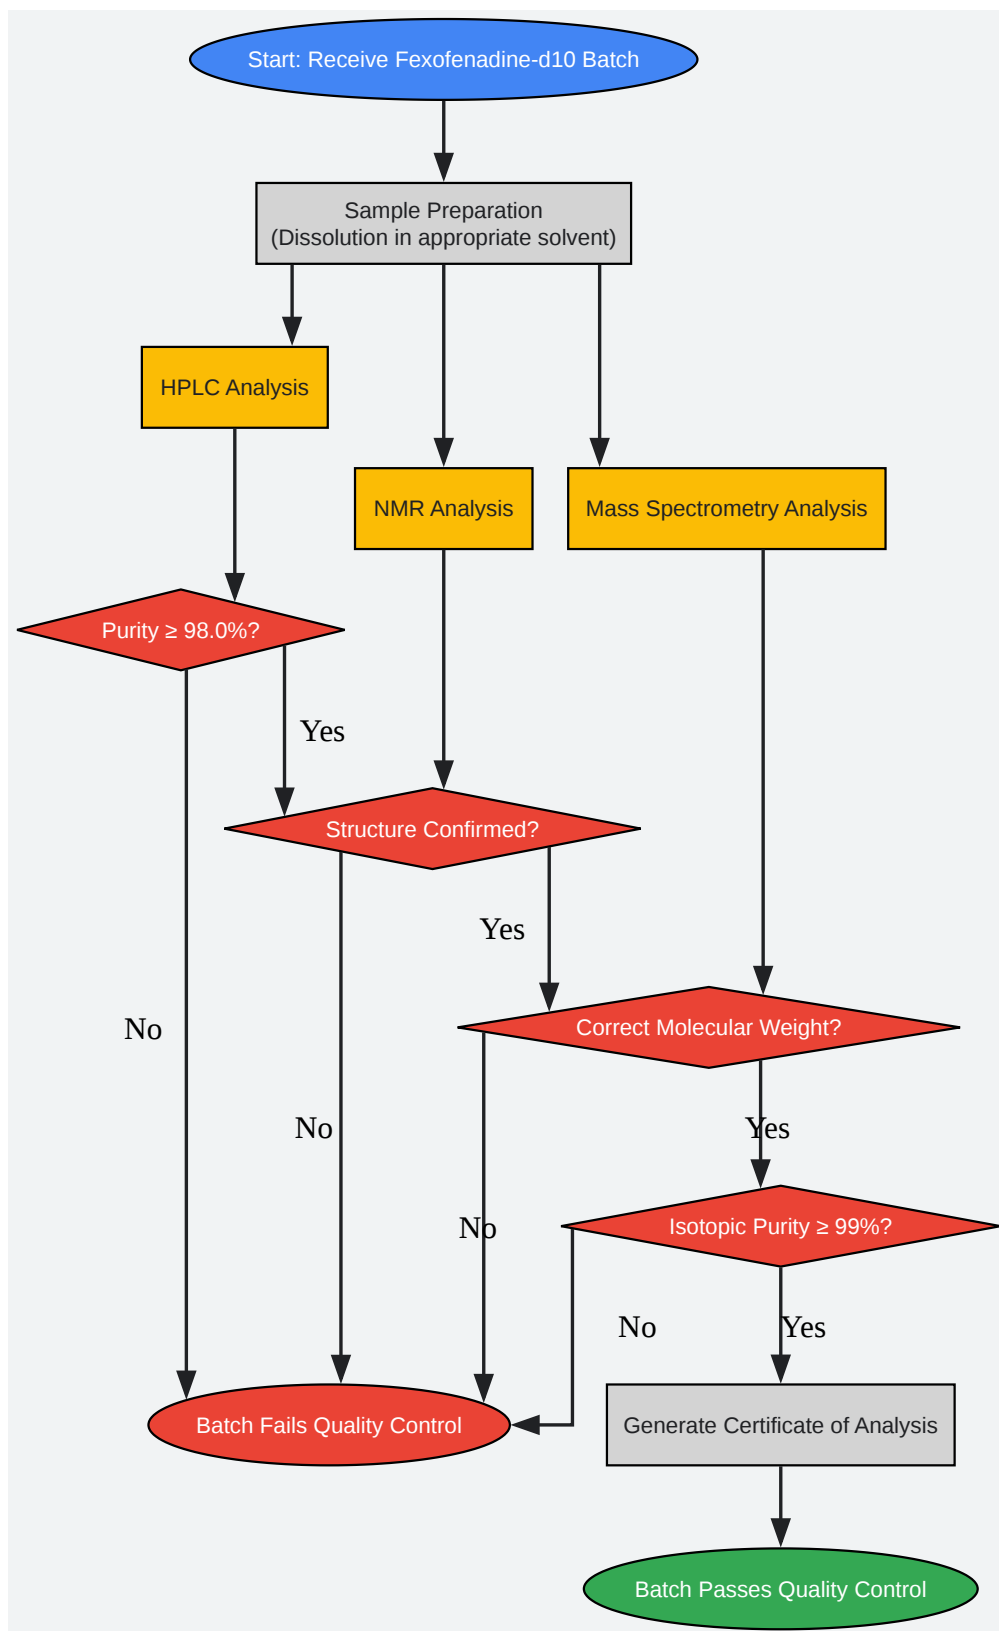 Start: Receive Fexofenadine-d10 Batch
Sample Preparation
(Dissolution in appropriate solvent)
HPLC Analysis
NMR Analysis
Mass Spectrometry Analysis
Purity ≥ 98.0%?
Yes
Structure Confirmed?
Yes
No
Correct Molecular Weight?
No
Yes
No
Isotopic Purity ≥ 99%?
No
Yes
Batch Fails Quality Control
Generate Certificate of Analysis
Batch Passes Quality Control